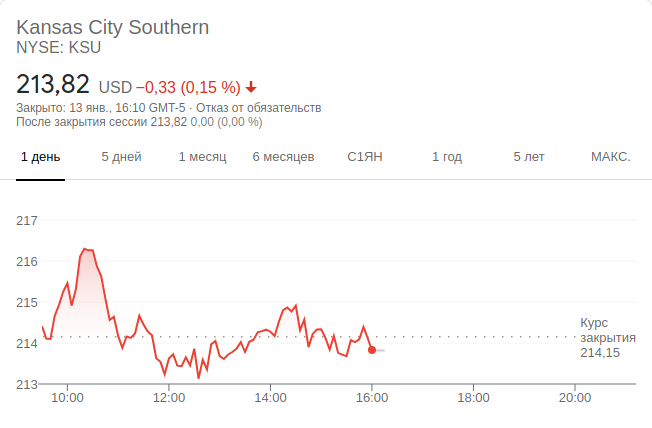 Kansas City Southern
NYSE: KSU
213,82 USD −0,33 (0,15 %)
Закрыто: 13 янв., 16:10 GMT-5 · Отказ от обязательств
После закрытия сессии 213,82 0,00 (0,00 %)
1 день 5 дней 1 месяц 6 месяцев С1ЯН 1 год 5 лет МАКС.
217
216
215
214
213
Курс
закрытия
214,15
10:00 12:00 14:00 16:00 18:00 20:00